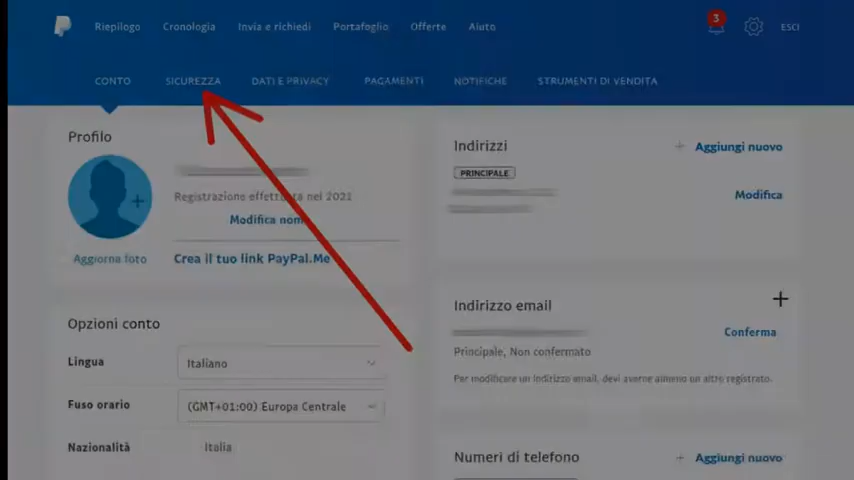 Riepilogo Cronologia Invia e richiedi Portafoglio Offerte Aiuto 3 ESCI
CONTO SICUREZZA DATI E PRIVACY PAGAMENTI NOTIFICHE STRUMENTI DI VENDITA
Profilo
Registrazione effettuata nel 2021
Modifica nome
Aggiorna foto
Crea il tuo link PayPal.Me
Opzioni conto
Lingua
Italiano
Fuso orario
(GMT+01:00) Europa Centrale
Nazionalità
Italia
Indirizzi
+ Aggiungi nuovo
PRINCIPALE
Modifica
Indirizzo email
+
Conferma
Principale, Non confermato
Per modificare un indirizzo email, devi averne almeno un altro registrato.
Numeri di telefono
+ Aggiungi nuovo